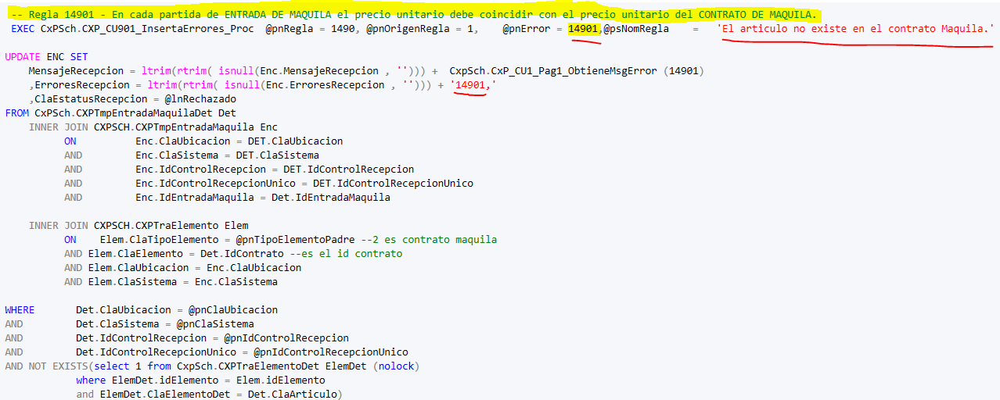 -- Regla 14901 - En cada partida de ENTRADA DE MAQUILA el precio unitario debe coincidir con el precio unitario del CONTRATO DE MAQUILA.
EXEC CxPSch.CXP_CU901_InsertaErrores_Proc @pnRegla = 1490, @pnOrigenRegla = 1, @pnError = 14901,@psNomRegla = 'El articulo no existe en el contrato Maquila.'
UPDATE ENC SET
MensajeRecepcion = ltrim(rtrim( isnull(Enc.MensajeRecepcion , ''))) + CxpSch.CxP_CU1_Pag1_ObtieneMsgError (14901)
,ErroresRecepcion = ltrim(rtrim( isnull(Enc.ErroresRecepcion , ''))) + '14901,'
,ClaEstatusRecepcion = @lnRechazado
FROM CxPSch.CXPTmpEntradaMaquilaDet Det
INNER JOIN CXPSCH.CXPTmpEntradaMaquila Enc
ON Enc.ClaUbicacion = DET.ClaUbicacion
AND Enc.ClaSistema = DET.ClaSistema
AND Enc.IdControlRecepcion = DET.IdControlRecepcion
AND Enc.IdControlRecepcionUnico = DET.IdControlRecepcionUnico
AND Enc.IdEntradaMaquila = Det.IdEntradaMaquila
INNER JOIN CXPSCH.CXPTraElemento Elem
ON Elem.ClaTipoElemento = @pnTipoElementoPadre --2 es contrato maquila
AND Elem.ClaElemento = Det.IdContrato --es el id contrato
AND Elem.ClaUbicacion = Enc.ClaUbicacion
AND Elem.ClaSistema = Enc.ClaSistema
WHERE Det.ClaUbicacion = @pnClaUbicacion
AND Det.ClaSistema = @pnClaSistema
AND Det.IdControlRecepcion = @pnIdControlRecepcion
AND Det.IdControlRecepcionUnico = @pnIdControlRecepcionUnico
AND NOT EXISTS(select 1 from CxpSch.CXPTraElementoDet ElemDet (nolock)
where ElemDet.idElemento = Elem.idElemento
and ElemDet.ClaElementoDet = Det.ClaArticulo)